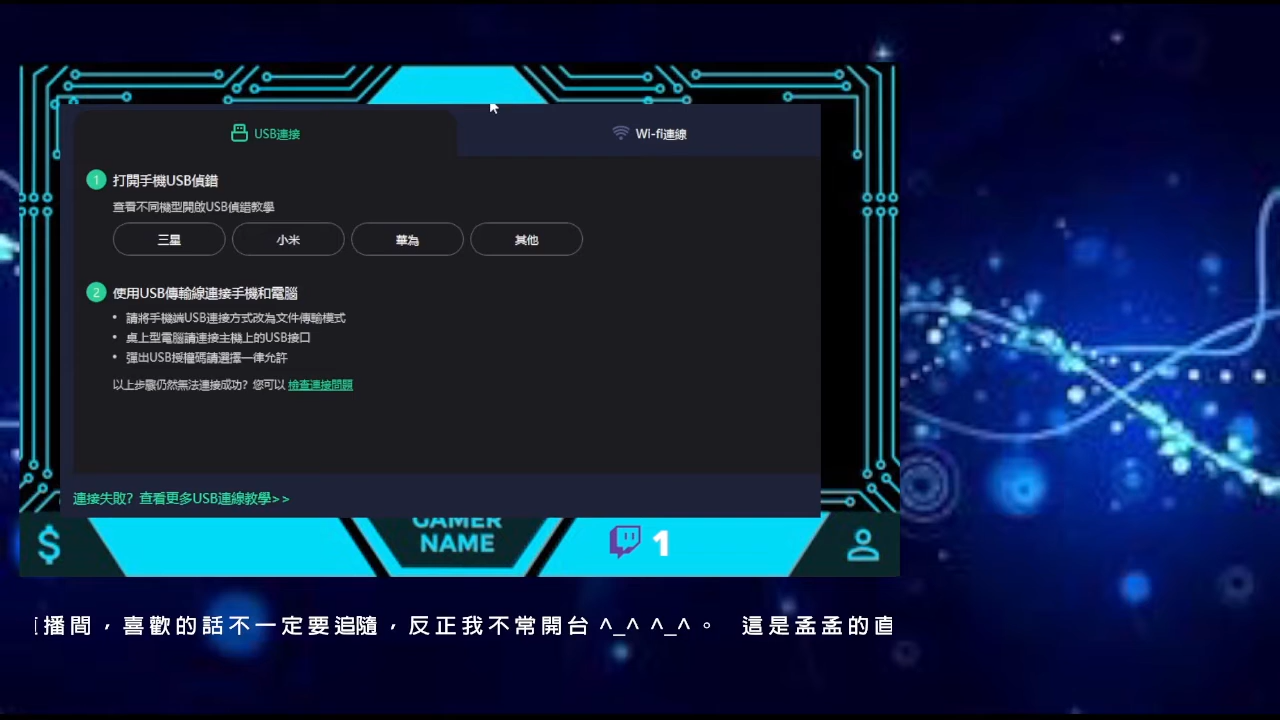 USB連接
Wi-fi連線
1 打開手機USB偵錯
查看不同機型開啟USB偵錯教學
三星
小米
華為
其他
2 使用USB傳輸線連接手機和電腦
• 請將手機端USB連接方式改為文件傳輸模式
• 桌上型電腦請連接主機上的USB接口
• 彈出USB授權碼請選擇一律允許
以上步驟仍然無法連接成功? 您可以 檢查連接問題
連接失敗? 查看更多USB連線教學>>
$
GAMER
NAME
1
播間，喜歡的話不一定要追隨，反正我不常開台 ^_^ ^_^。 這是孟孟的直